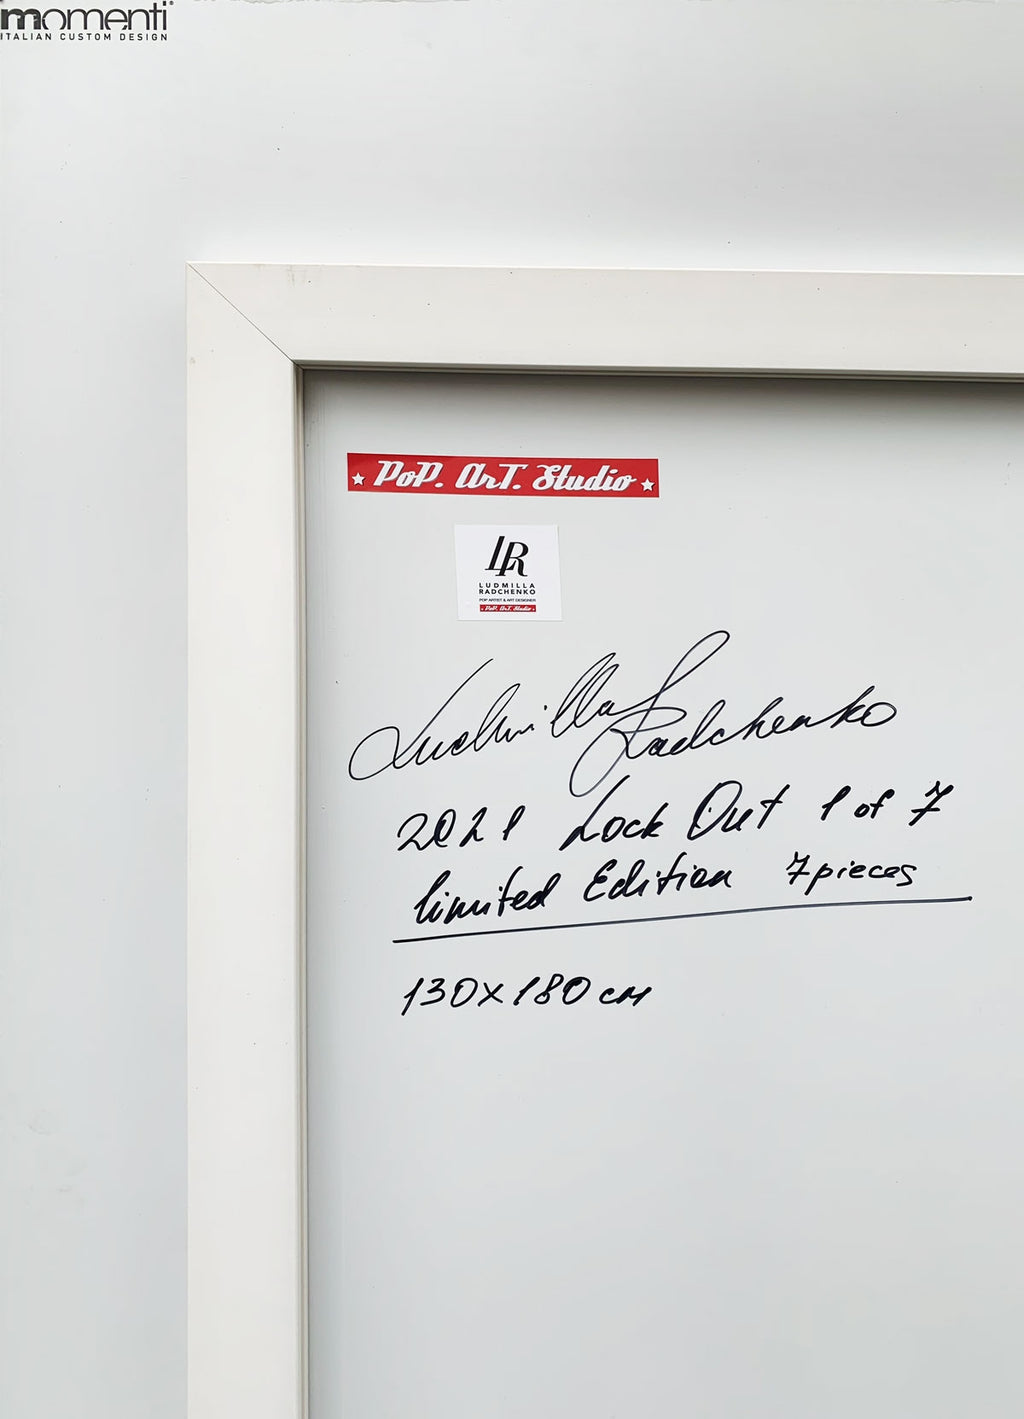 momenti®
ITALIAN CUSTOM DESIGN
PoP. ArT. Studio
LR
LUDMILLA
RADCHENKO
POP ARTIST & ART DESIGNER
PoP. ArT. Studio
Ludmilla Radchenko
2021 Lock Out 1 of 7
limited Edition 7pieces
130x180 cm